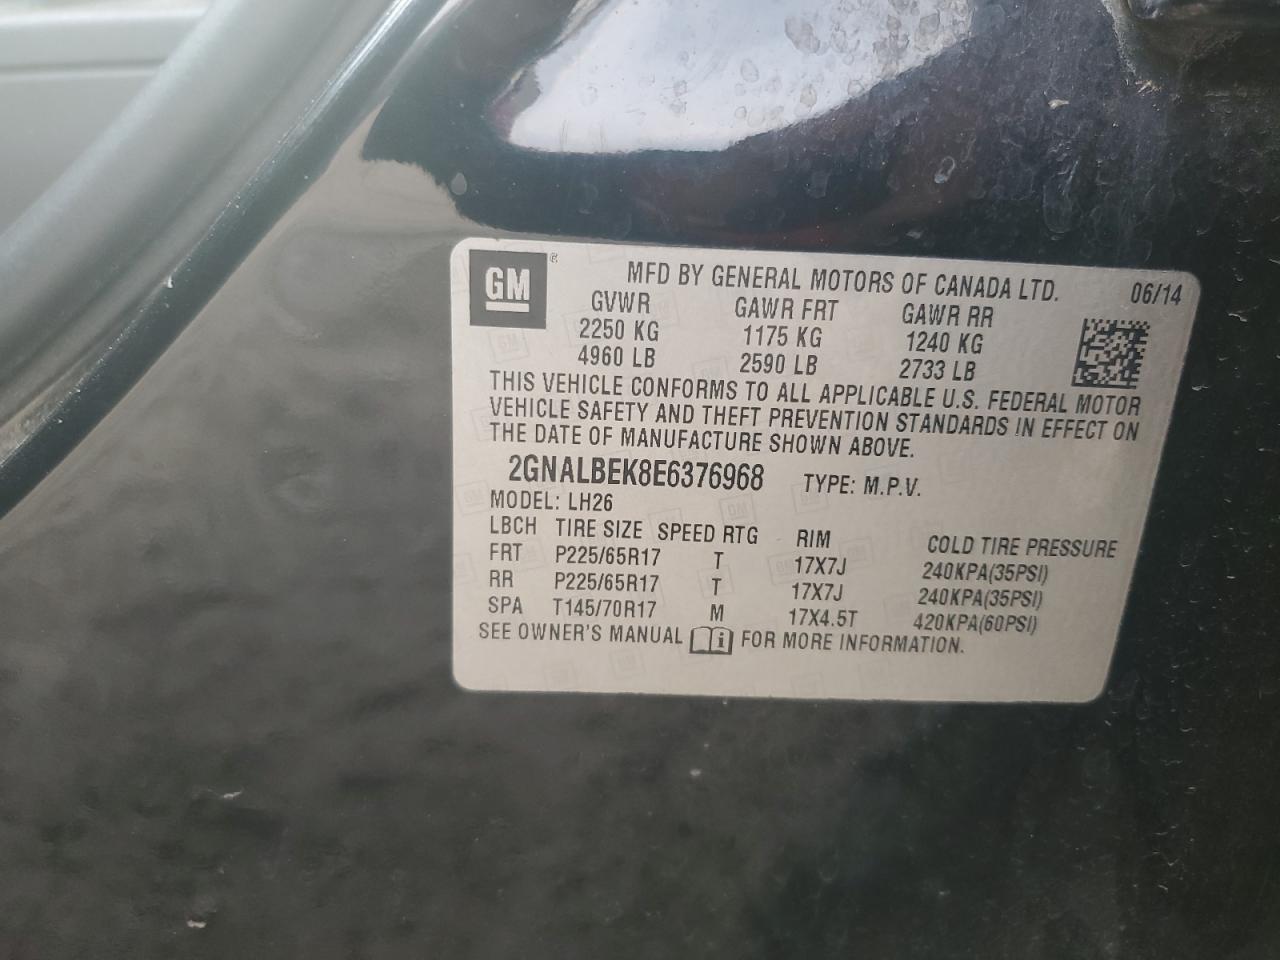 GM
MFD BY GENERAL MOTORS OF CANADA LTD. 06/14
GVWR GAWR FRT GAWR RR
2250 KG 1175 KG 1240 KG
4960 LB 2590 LB 2733 LB
THIS VEHICLE CONFORMS TO ALL APPLICABLE U.S. FEDERAL MOTOR
VEHICLE SAFETY AND THEFT PREVENTION STANDARDS IN EFFECT ON
THE DATE OF MANUFACTURE SHOWN ABOVE.
2GNALBEK8E6376968 TYPE: M.P.V.
MODEL: LH26
LBCH TIRE SIZE SPEED RTG RIM COLD TIRE PRESSURE
FRT P225/65R17 T 17X7J 240KPA(35PSI)
RR P225/65R17 T 17X7J 240KPA(35PSI)
SPA T145/70R17 M 17X4.5T 420KPA(60PSI)
SEE OWNER'S MANUAL i FOR MORE INFORMATION.